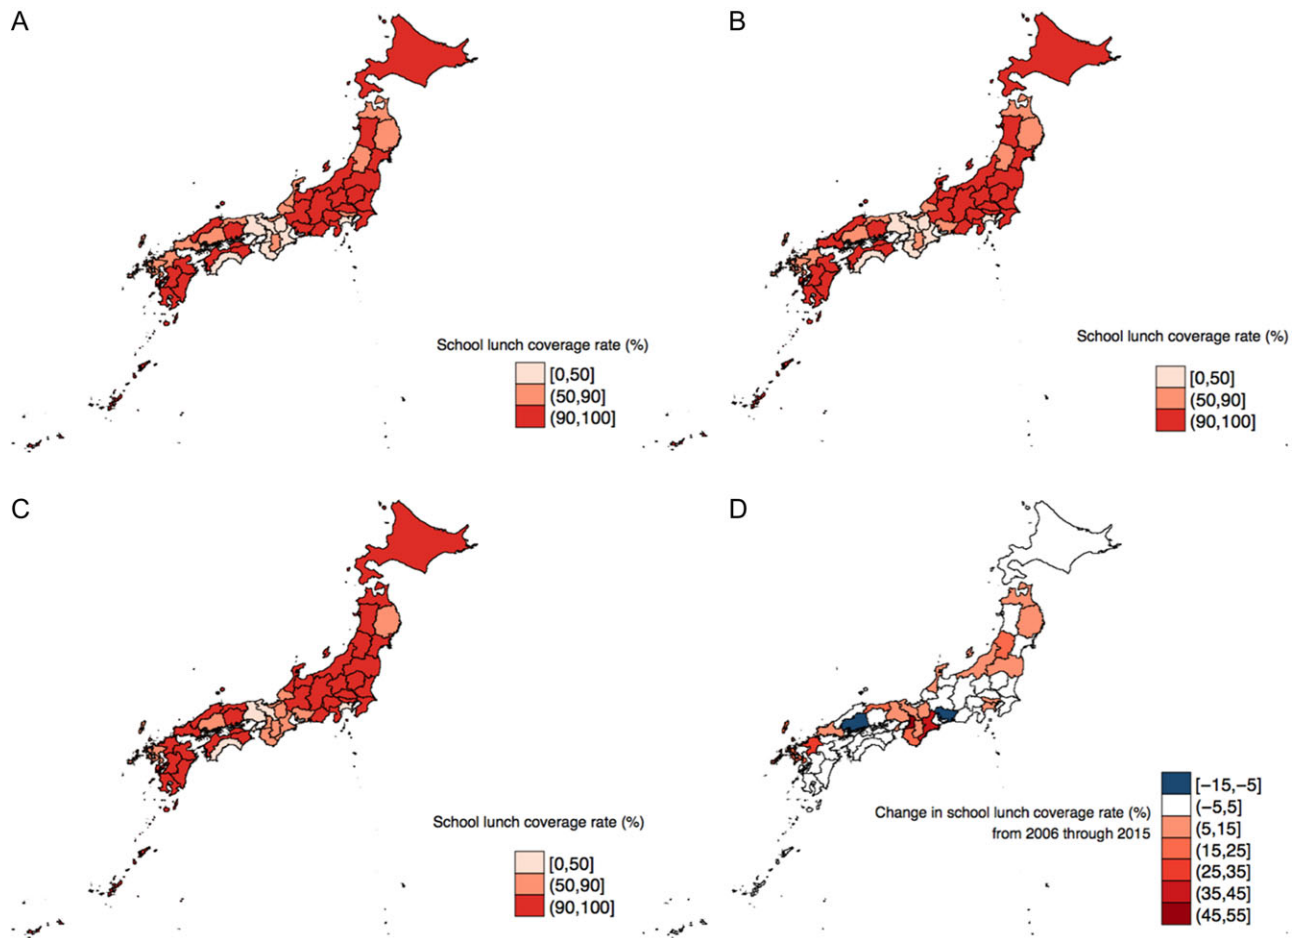 A
B
School lunch coverage rate (%)
[0,50]
(50,90]
(90,100]
School lunch coverage rate (%)
[0,50]
(50,90]
(90,100]
C
D
School lunch coverage rate (%)
[0,50]
(50,90]
(90,100]
Change in school lunch coverage rate (%)
from 2006 through 2015
[−15,−5]
(−5,5]
(5,15]
(15,25]
(25,35]
(35,45]
(45,55]